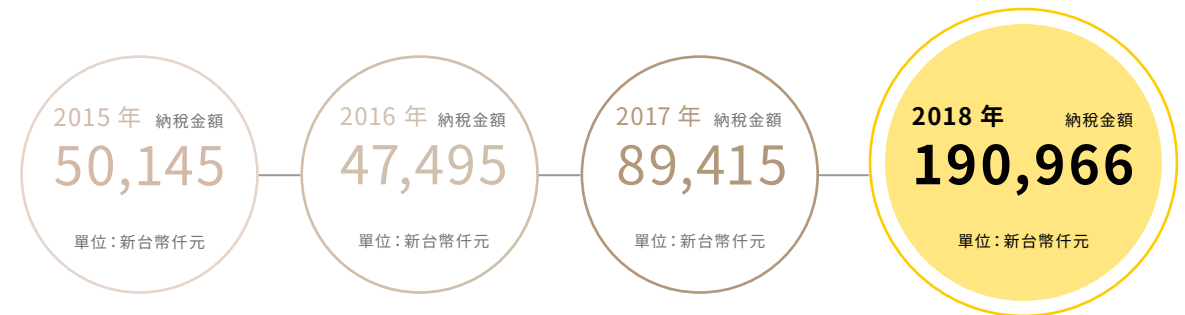 2015 年 納稅金額
50,145
單位：新台幣仟元
2016 年 納稅金額
47,495
單位：新台幣仟元
2017 年 納稅金額
89,415
單位：新台幣仟元
2018 年 納稅金額
190,966
單位：新台幣仟元